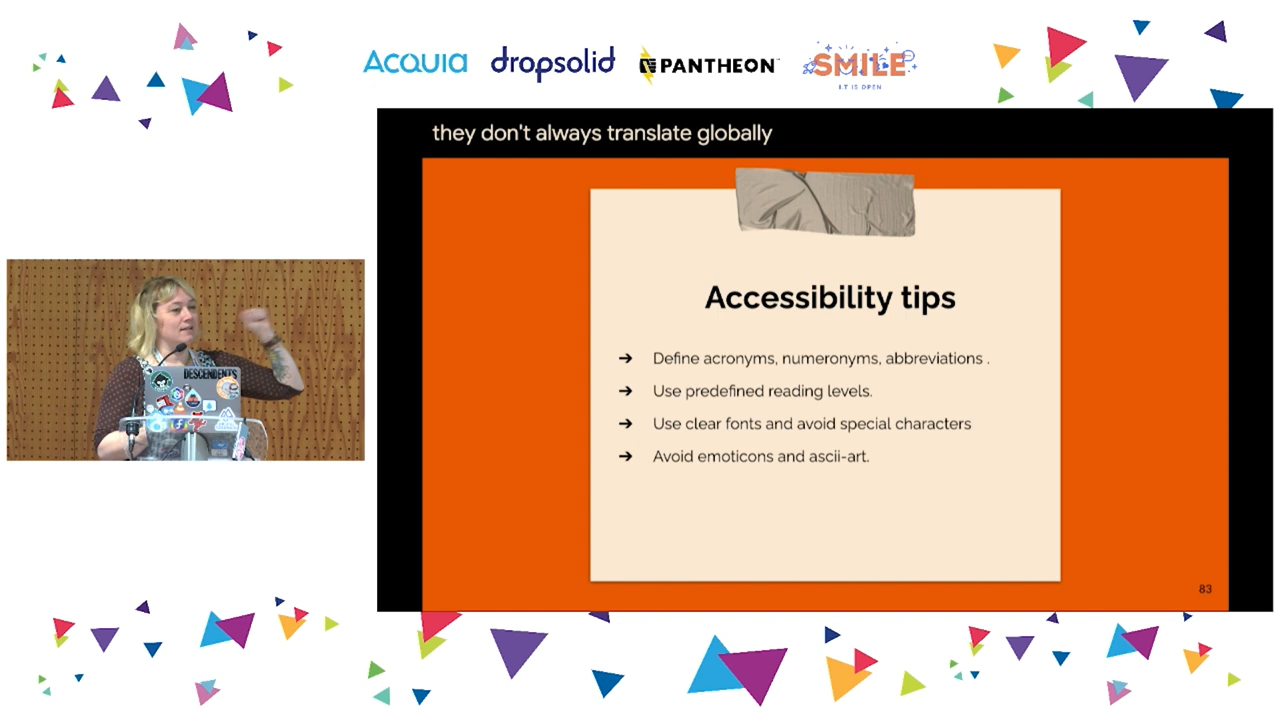 ACQUIA dropsolid PANTHEON SMILE
I.T IS OPEN
they don't always translate globally
Accessibility tips
➔ Define acronyms, numeronyms, abbreviations .
➔ Use predefined reading levels.
➔ Use clear fonts and avoid special characters
➔ Avoid emoticons and ascii-art.
83
DESCENDENTS